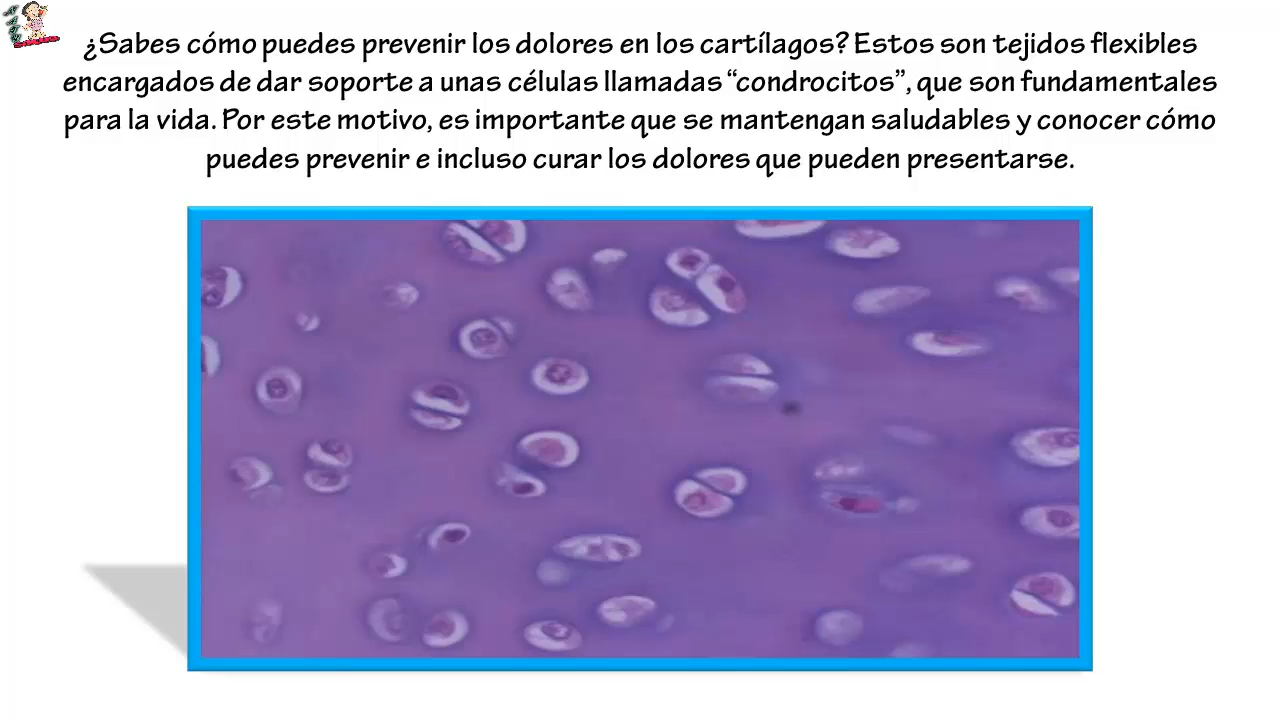 ¿Sabes cómo puedes prevenir los dolores en los cartílagos? Estos son tejidos flexibles
encargados de dar soporte a unas células llamadas “condrocitos”, que son fundamentales
para la vida. Por este motivo, es importante que se mantengan saludables y conocer cómo
puedes prevenir e incluso curar los dolores que pueden presentarse.